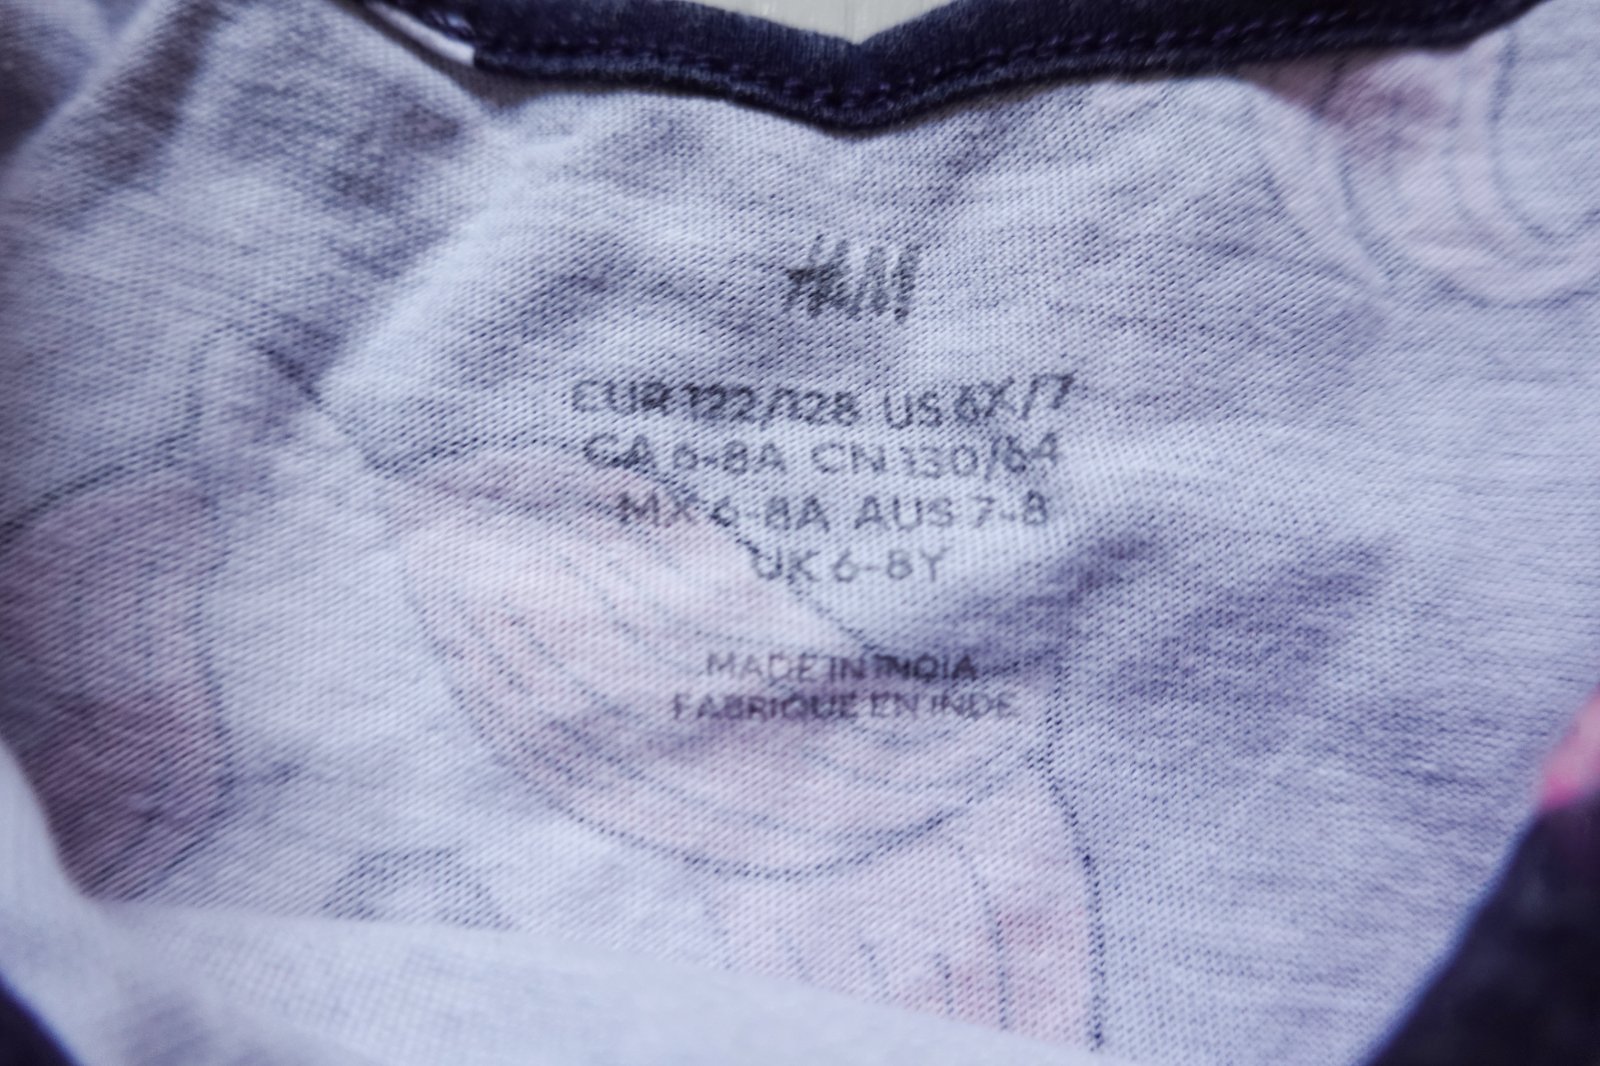 H&M
EUR 122/128 US 6X/7
CA 6-8A CN 130/64
MX 6-8A AUS 7-8
UK 6-8Y
MADE IN INDIA
FABRIQUE EN INDE